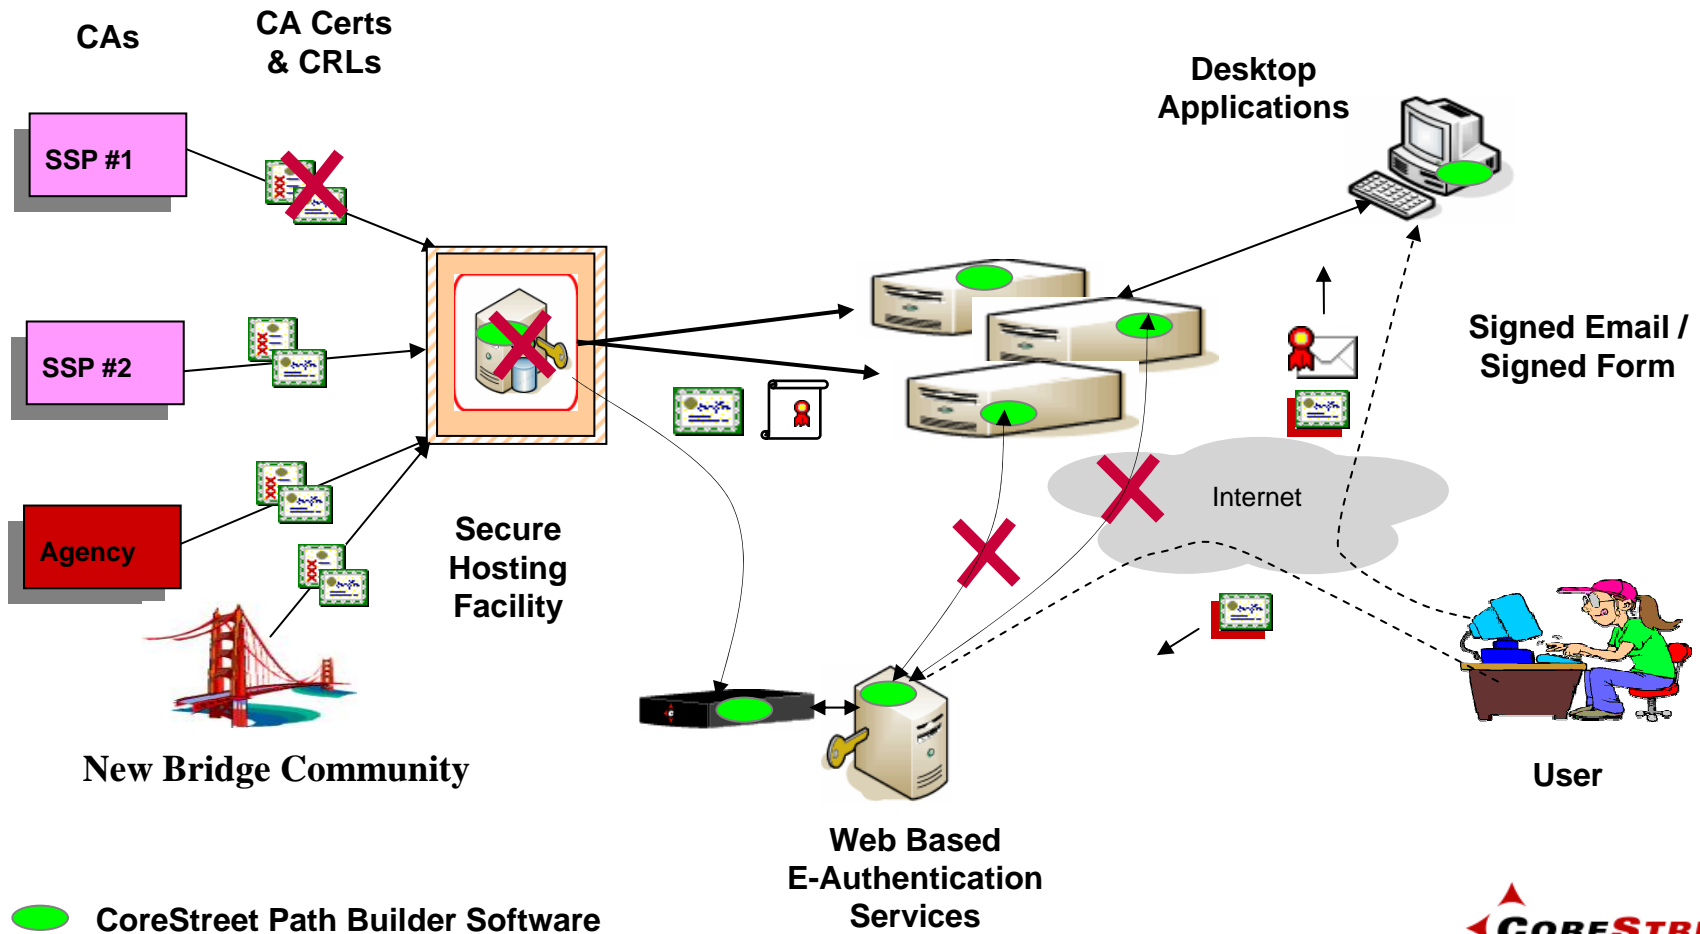 CAs
CA Certs
& CRLs
Desktop
Applications
SSP #1
SSP #2
Signed Email /
Signed Form
Internet
Agency
Secure
Hosting
Facility
New Bridge Community
User
Web Based
E-Authentication
Services
CoreStreet Path Builder Software